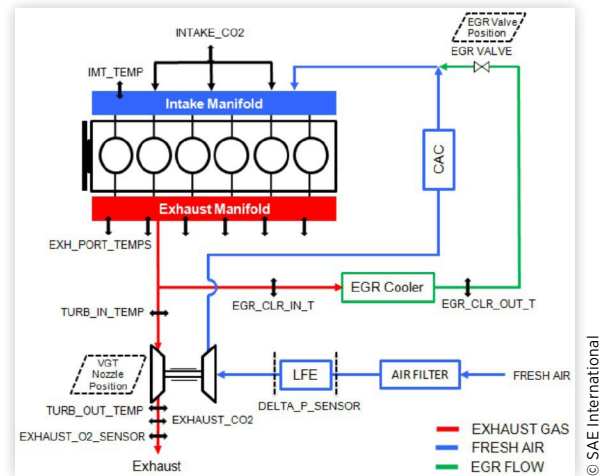 EGR Valve
Position
EGR VALVE
INTAKE_CO2
IMT_TEMP
Intake Manifold
CAC
Exhaust Manifold
EXH_PORT_TEMPS
EGR Cooler
EGR_CLR_IN_T
EGR_CLR_OUT_T
TURB_IN_TEMP
VGT
Nozzle
Position
LFE
AIR FILTER
FRESH AIR
DELTA_P_SENSOR
TURB_OUT_TEMP
EXHAUST_CO2
EXHAUST_O2_SENSOR
Exhaust
EXHAUST GAS
FRESH AIR
EGR FLOW
© SAE International